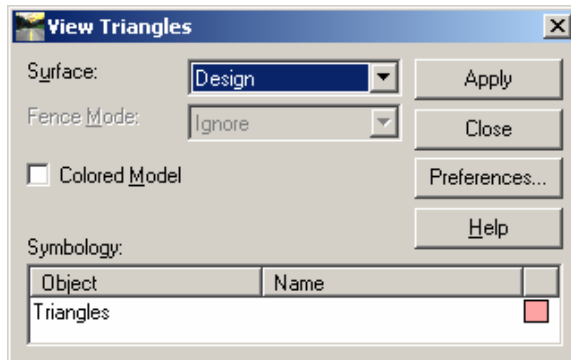 View Triangles
Surface: Design Apply
Fence Mode: Ignore Close
Colored Model Preferences...
Help
Symbology:
Object Name
Triangles